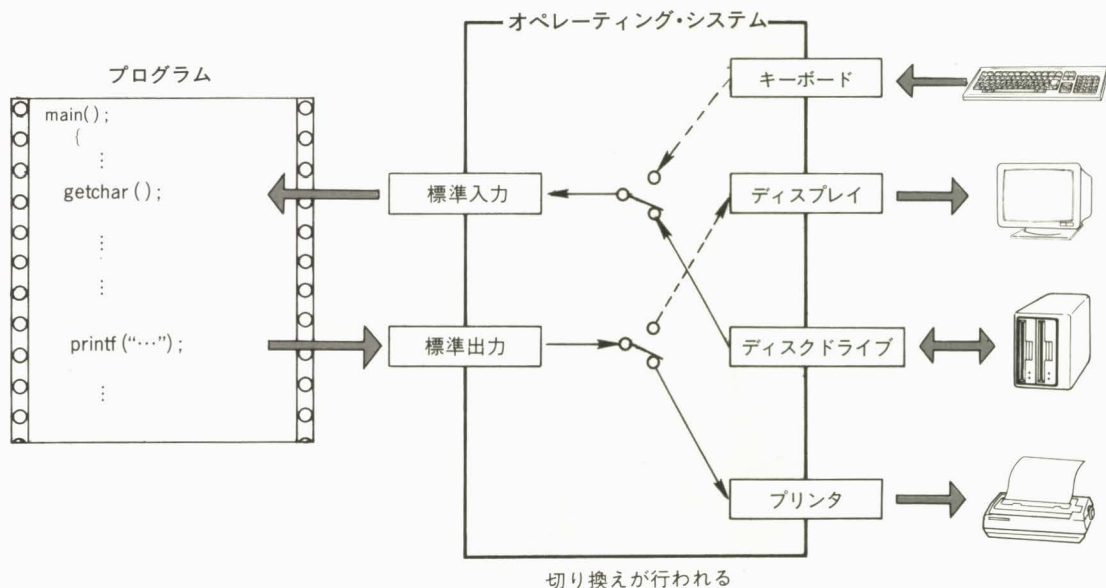 オペレーティング・システム
プログラム
main();
{
⋮
getchar();
⋮
⋮
printf("…");
⋮
標準入力
標準出力
キーボード
ディスプレイ
ディスクドライブ
プリンタ
切り換えが行われる